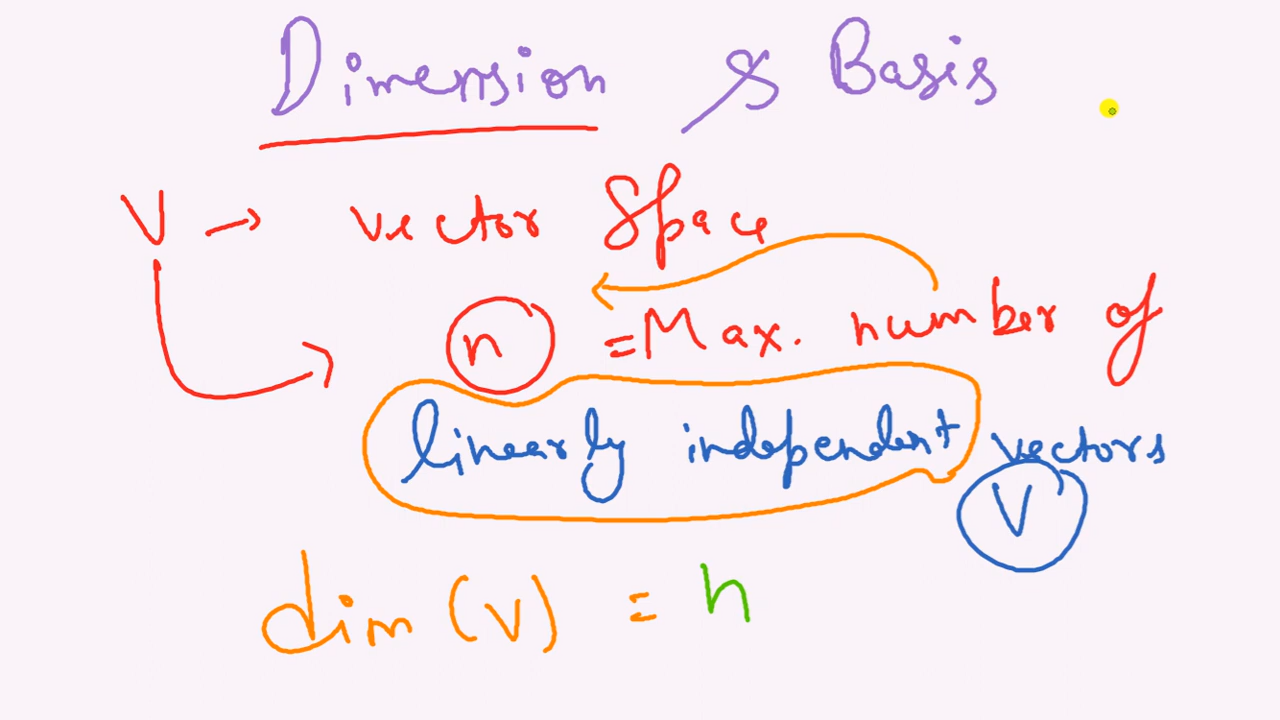 Dimension & Basis
V → vector Space
n = Max. number of
linearly independent vectors
V
dim (V) = n